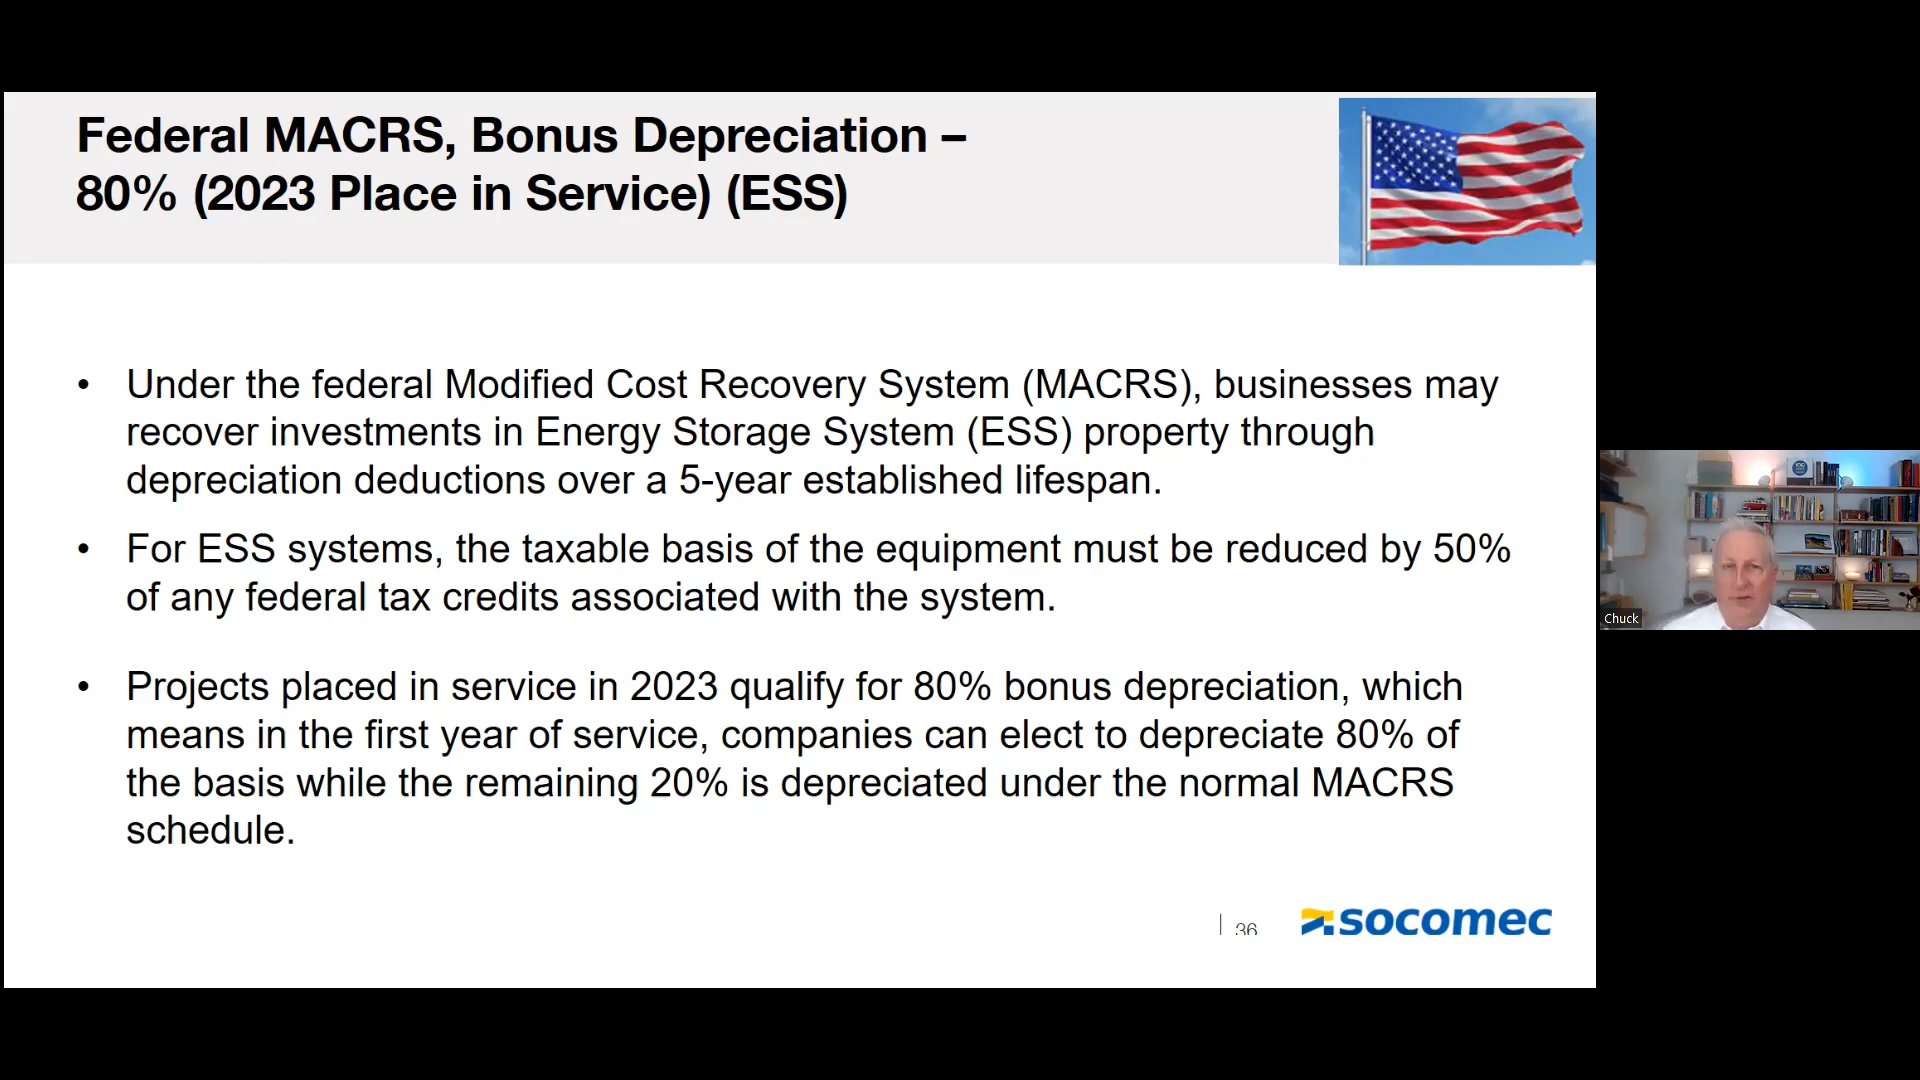 Federal MACRS, Bonus Depreciation –
80% (2023 Place in Service) (ESS)
• Under the federal Modified Cost Recovery System (MACRS), businesses may
recover investments in Energy Storage System (ESS) property through
depreciation deductions over a 5-year established lifespan.
• For ESS systems, the taxable basis of the equipment must be reduced by 50%
of any federal tax credits associated with the system.
• Projects placed in service in 2023 qualify for 80% bonus depreciation, which
means in the first year of service, companies can elect to depreciate 80% of
the basis while the remaining 20% is depreciated under the normal MACRS
schedule.
36
socomec
Chuck